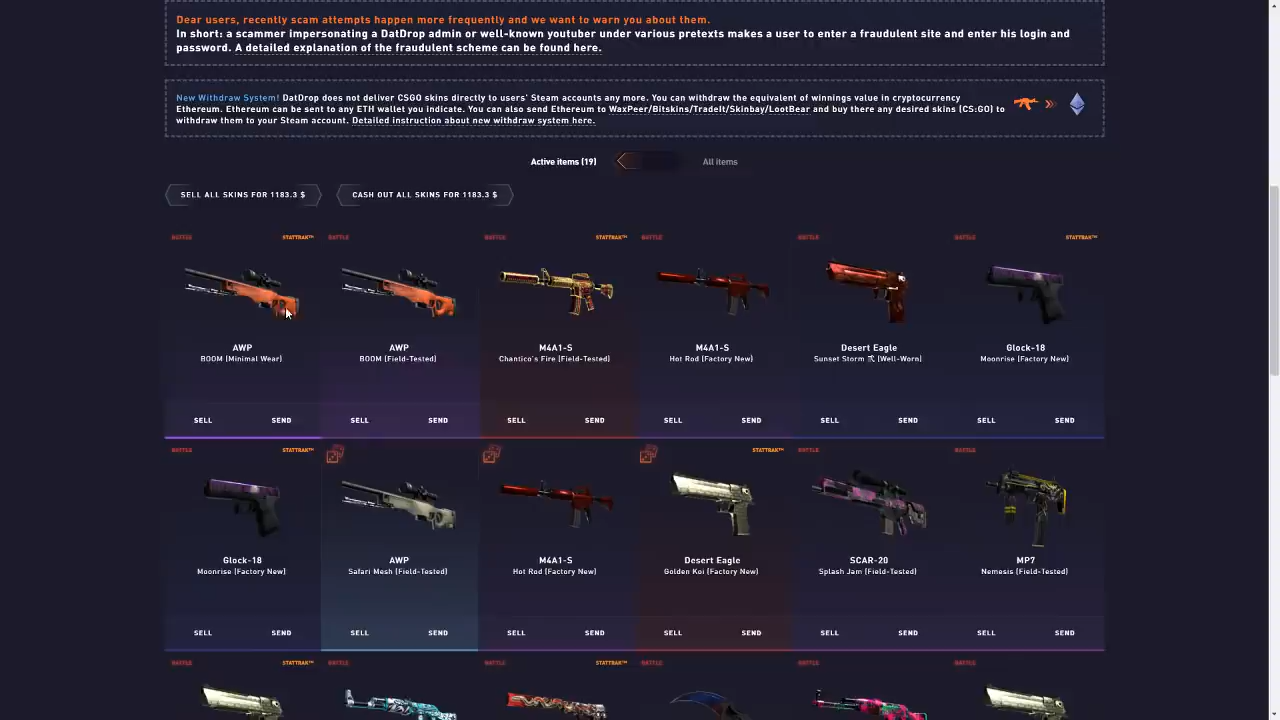 Dear users, recently scam attempts happen more frequently and we want to warn you about them.
In short: a scammer impersonating a DatDrop admin or well-known youtuber under various pretexts makes a user to enter a fraudulent site and enter his login and
password. A detailed explanation of the fraudulent scheme can be found here.
New Withdraw System! DatDrop does not deliver CSGO skins directly to users' Steam accounts any more. You can withdraw the equivalent of winnings value in cryptocurrency
Ethereum. Ethereum can be sent to any ETH wallet you indicate. You can also send Ethereum to WaxPeer/Bitskins/TradeIt/Skinbay/LootBear and buy there any desired skins (CS:GO) to
withdraw them to your Steam account. Detailed instruction about new withdraw system here.
Active items (19) All items
SELL ALL SKINS FOR 1183.3 $ CASH OUT ALL SKINS FOR 1183.3 $
BATTLE STATTRAK™ BATTLE BATTLE STATTRAK™ BATTLE BATTLE BATTLE STATTRAK™
AWP AWP M4A1-S M4A1-S Desert Eagle Glock-18
BOOM (Minimal Wear) BOOM (Field-Tested) Chantico's Fire (Field-Tested) Hot Rod (Factory New) Sunset Storm 弐 (Well-Worn) Moonrise (Factory New)
SELL SEND SELL SEND SELL SEND SELL SEND SELL SEND SELL SEND
BATTLE STATTRAK™ STATTRAK™ BATTLE BATTLE
Glock-18 AWP M4A1-S Desert Eagle SCAR-20 MP7
Moonrise (Factory New) Safari Mesh (Field-Tested) Hot Rod (Factory New) Golden Koi (Factory New) Splash Jam (Field-Tested) Nemesis (Field-Tested)
SELL SEND SELL SEND SELL SEND SELL SEND SELL SEND SELL SEND
BATTLE STATTRAK™ BATTLE BATTLE STATTRAK™ BATTLE BATTLE BATTLE